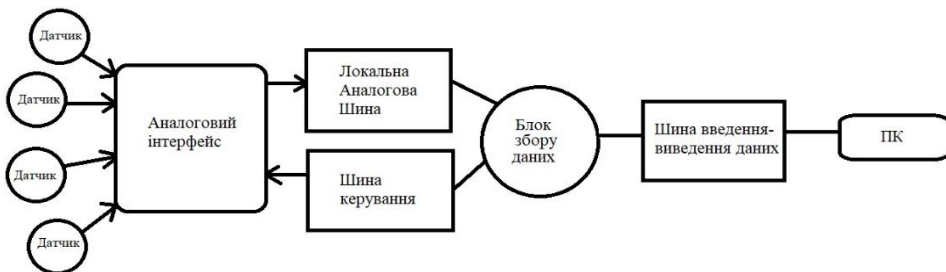 Датчик
Датчик
Датчик
Датчик
Аналоговий
інтерфейс
Локальна
Аналогова
Шина
Шина
керування
Блок
збору
даних
Шина введення-
виведення даних
ПК